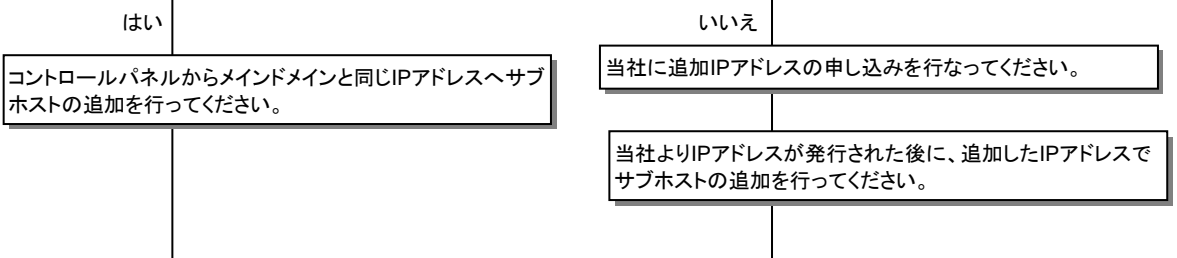 はい
コントロールパネルからメインドメインと同じIPアドレスへサブ
ホストの追加を行ってください。
いいえ
当社に追加IPアドレスの申し込みを行なってください。
当社よりIPアドレスが発行された後に、追加したIPアドレスで
サブホストの追加を行ってください。